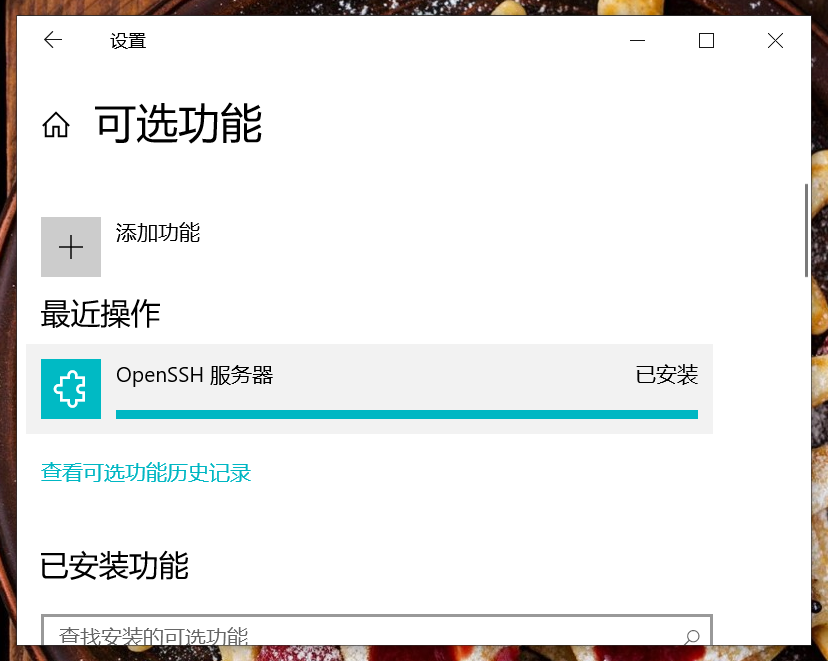 设置
可选功能
添加功能
最近操作
OpenSSH 服务器 已安装
查看可选功能历史记录
已安装功能
查找安装的可选功能